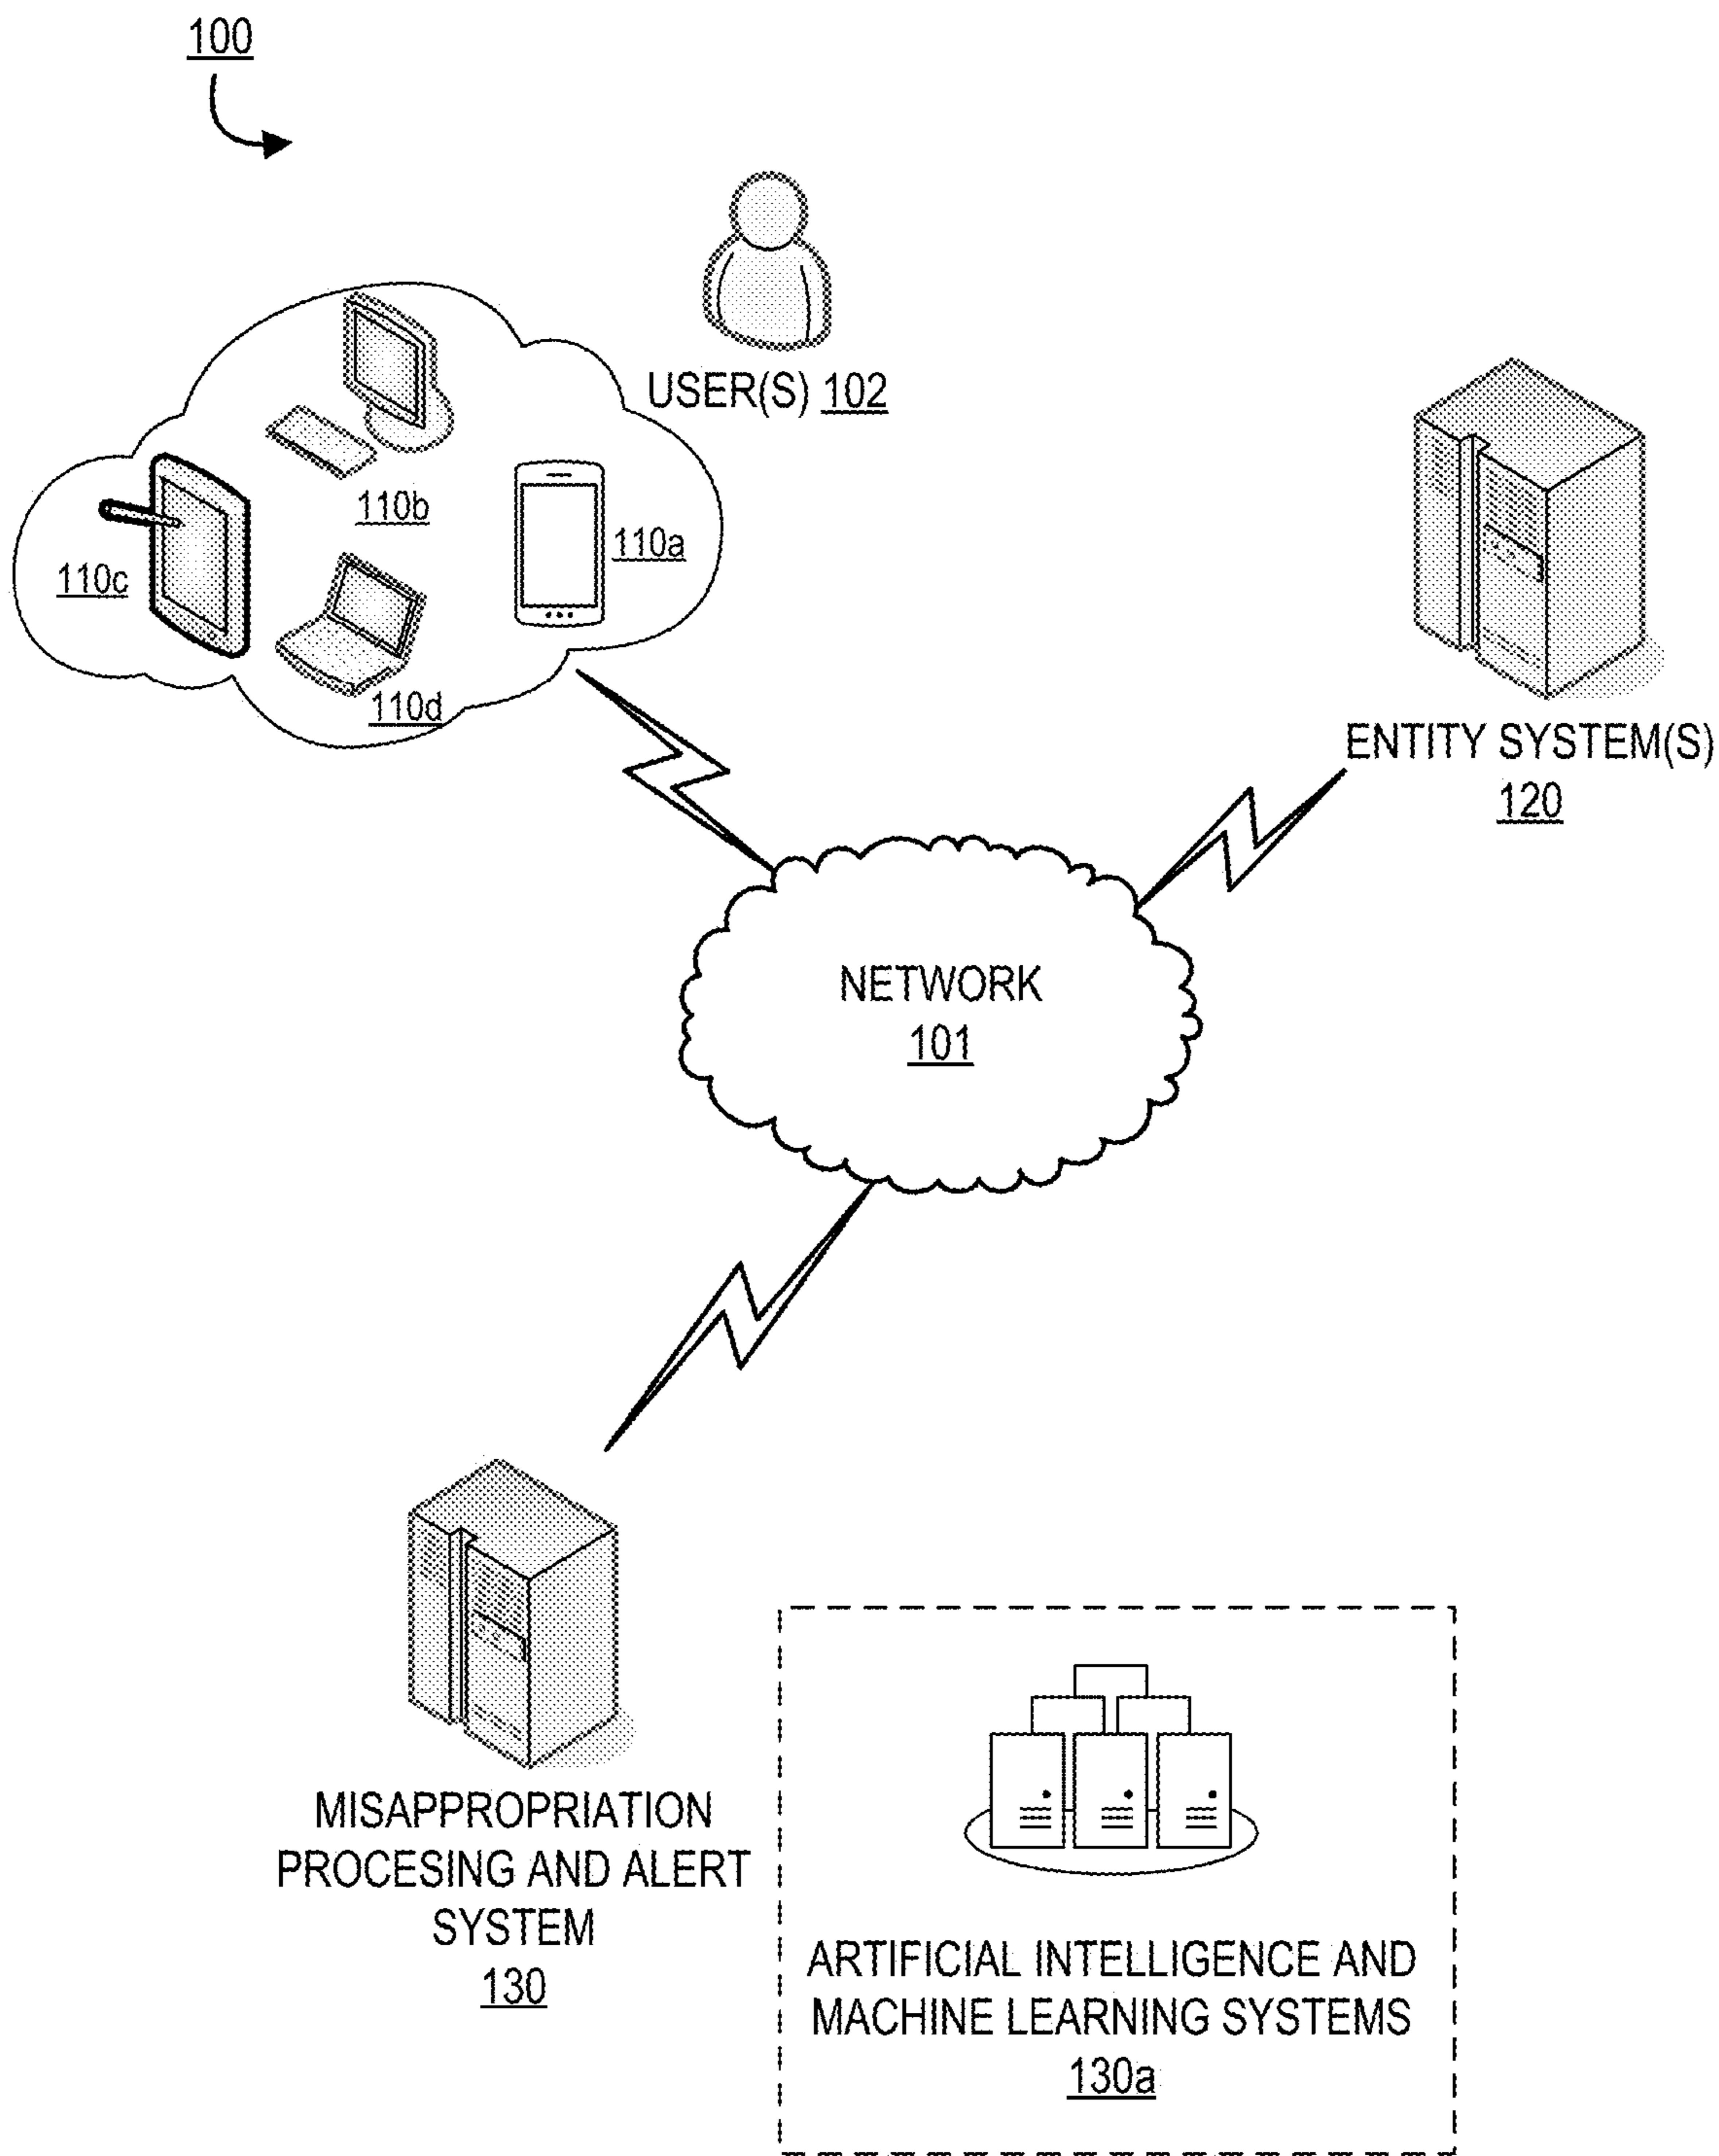 100
USER(S) 102
110b
110a
110c
110d
ENTITY SYSTEM(S)
120
NETWORK
101
MISAPPROPRIATION
PROCESING AND ALERT
SYSTEM
130
ARTIFICIAL INTELLIGENCE AND
MACHINE LEARNING SYSTEMS
130a